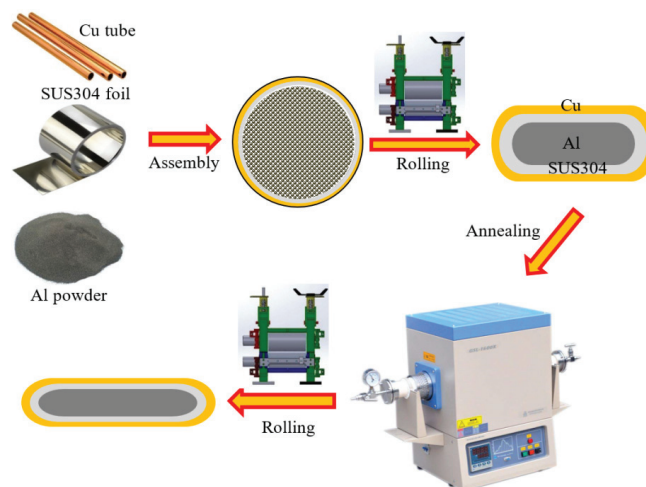 Cu tube
SUS304 foil
Assembly
Al powder
Rolling
Cu
Al
SUS304
Annealing
Rolling